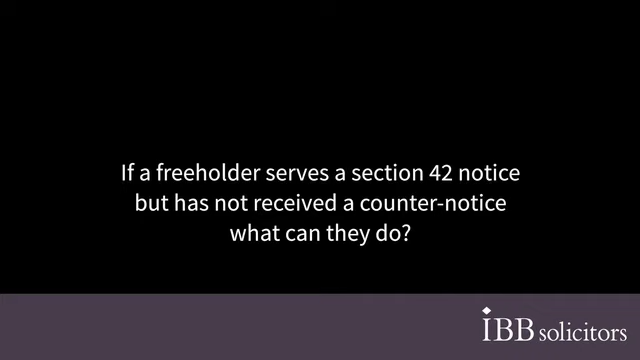 If a freeholder serves a section 42 notice
but has not received a counter-notice
what can they do?
iBB solicitors